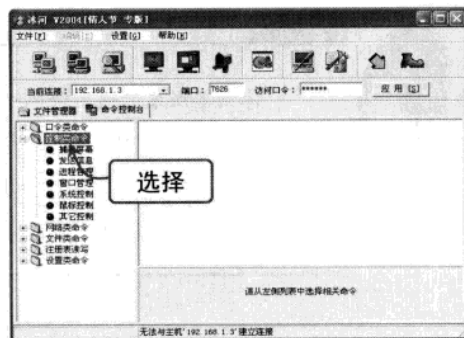 冰河 V2004[情人节 专版]
文件[F] 编辑[E] 设置[G] 帮助[H]
当前连接: 192.168.1.3 端口: 7626 访问口令: ****** 应 用 [S]
文件管理器 命令控制台
口令类命令
控制类命令
捕获屏幕
发送信息
进程管理
窗口管理
系统控制
鼠标控制
其它控制
网络类命令
文件类命令
注册表读写
设置类命令
选择
请从左侧列表中选择相关命令
无法与主机'192.168.1.3'建立连接